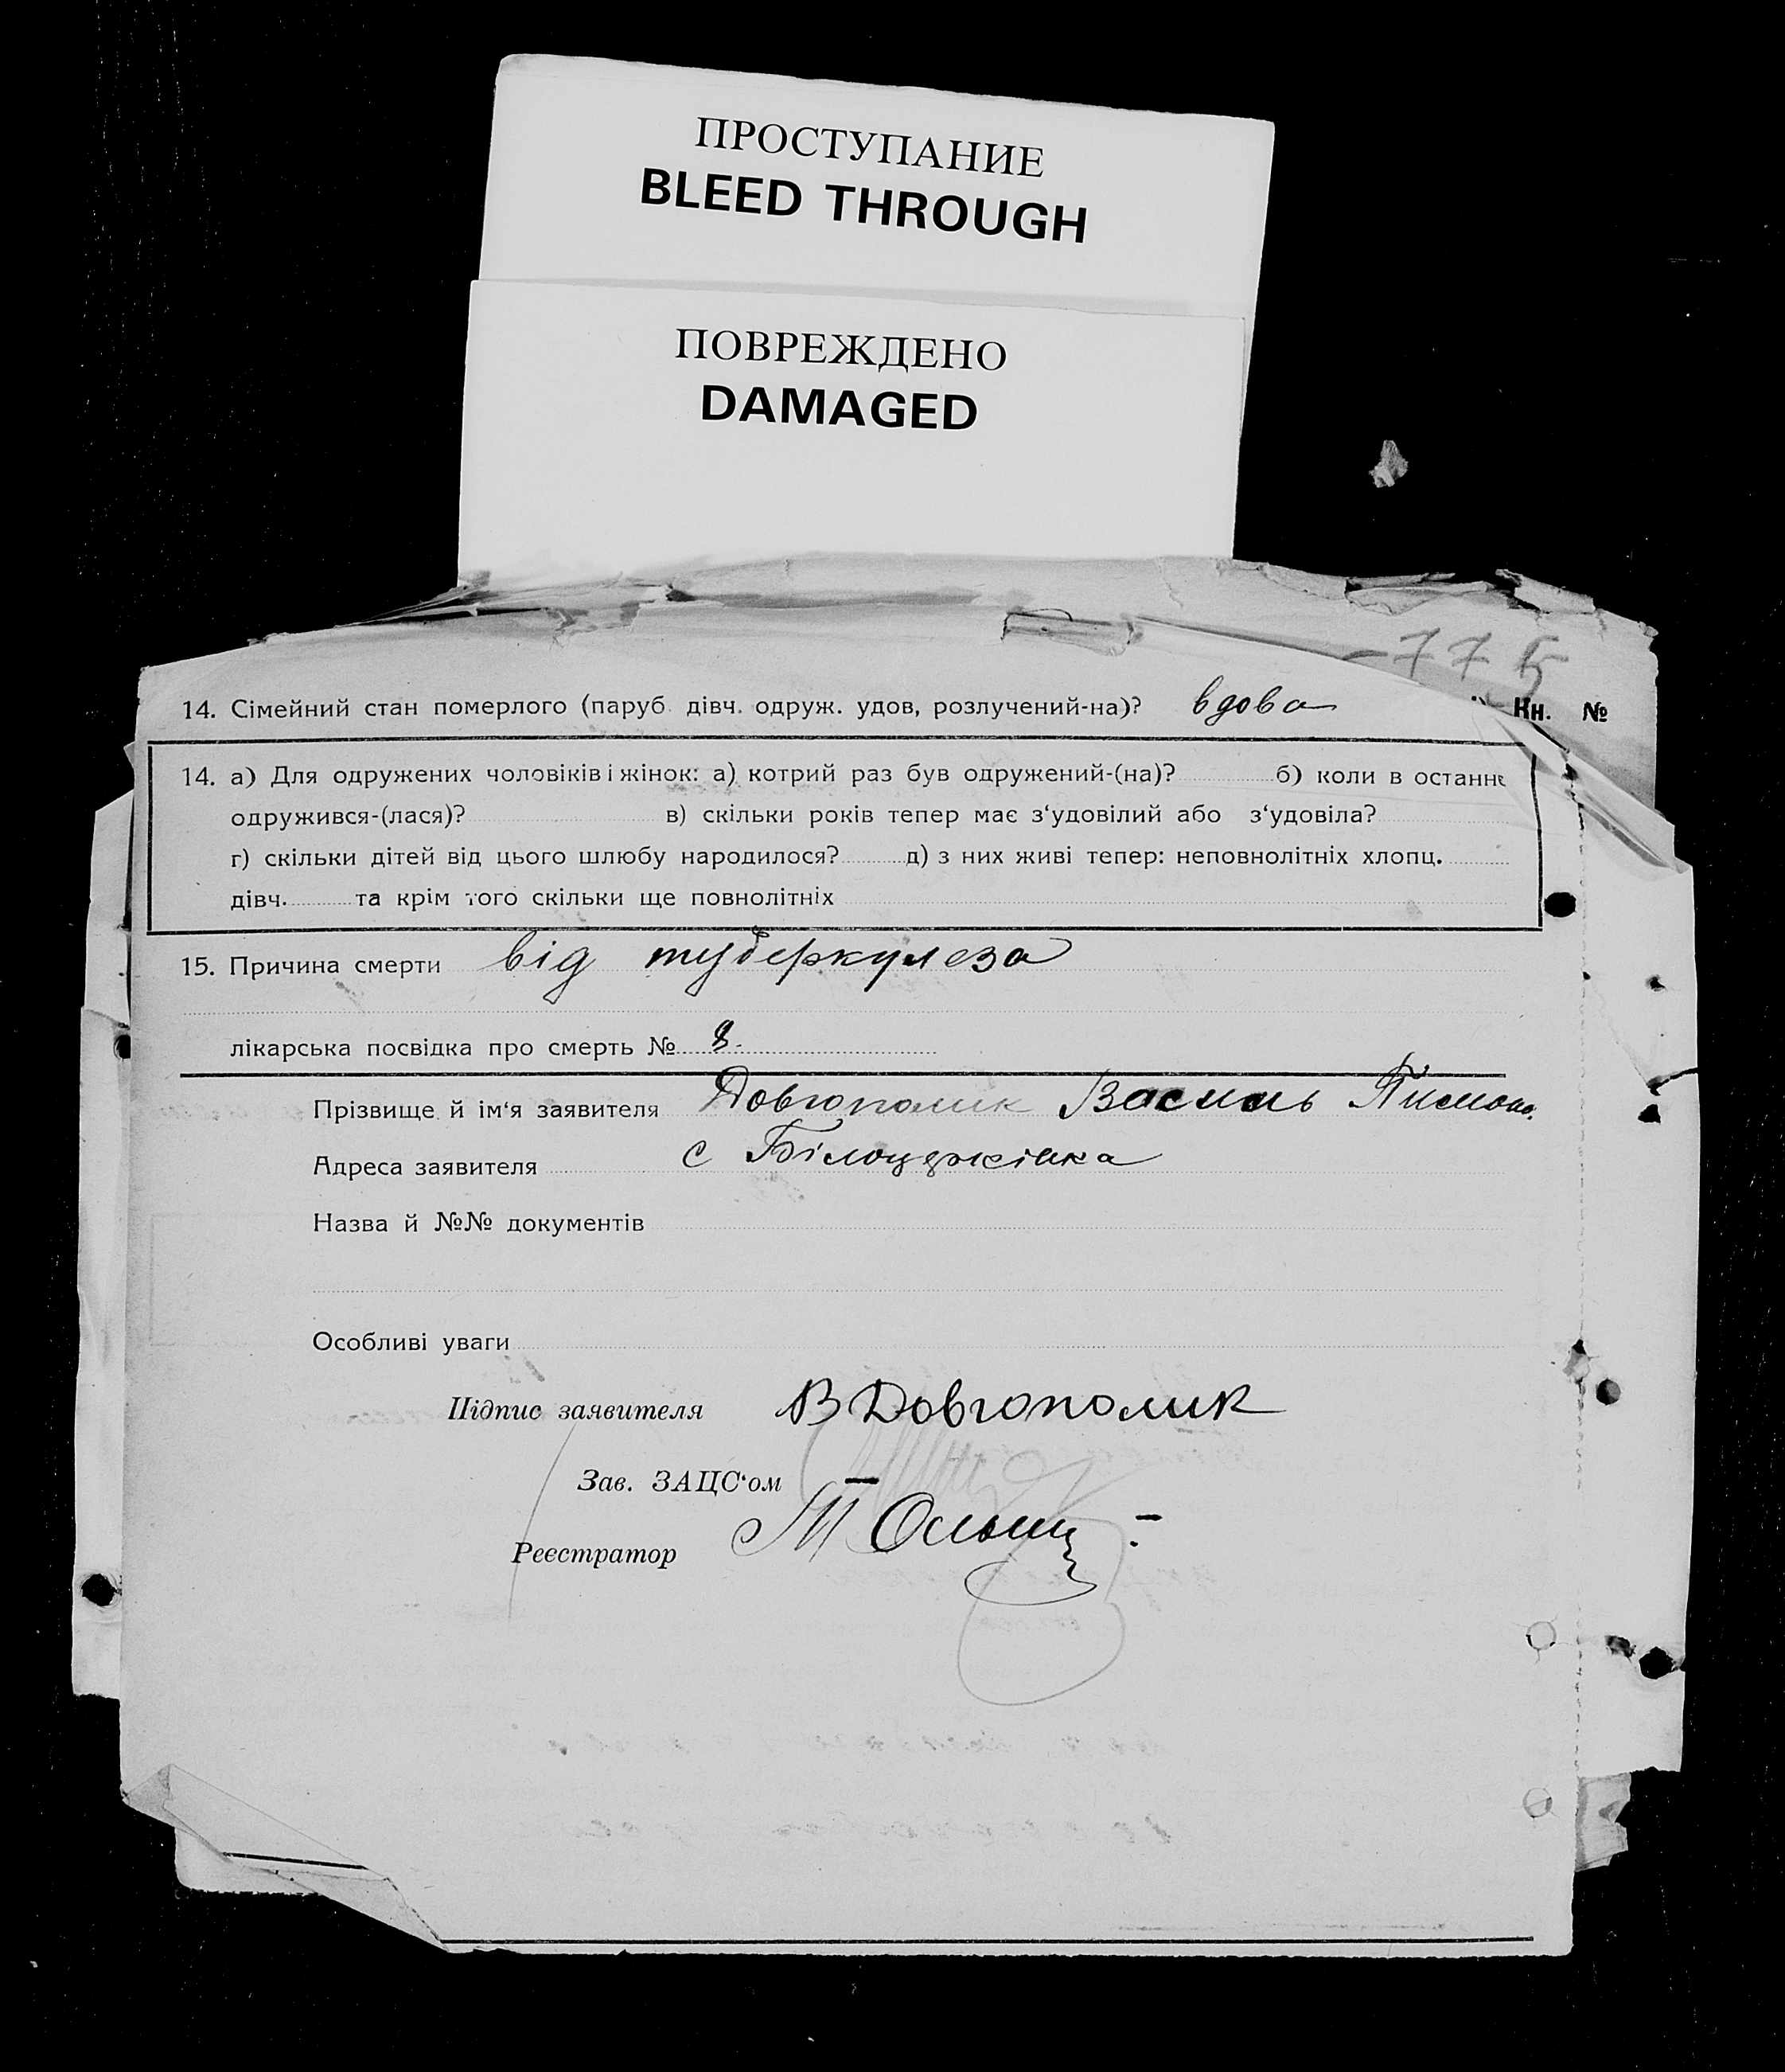 ПРОСТУПАНИЕ
BLEED THROUGH
ПОВРЕЖДЕНО
DAMAGED
-775
14. Сімейний стан померлого (паруб. дівч. одруж. удов, розлучений-на)? вдова
Кн. №
14. а) Для одружених чоловіків і жінок: а) котрий раз був одружений-(на)? б) коли в останнє
одружився-(лася)? в) скільки років тепер має з‘удовілий або з‘удовіла?
г) скільки дітей від цього шлюбу народилося? д) з них живі тепер: неповнолітніх хлопц.
дівч. та крім того скільки ще повнолітніх
15. Причина смерти від туберкулеза
лікарська посвідка про смерть № 8.
Прізвище й ім‘я заявителя Довгополик Василь
Адреса заявителя с Білоцерківка
Назва й №№ документів
Особливі уваги
Підпис заявителя В Довгополик
Зав. ЗАЦС‘ом
Реєстратор